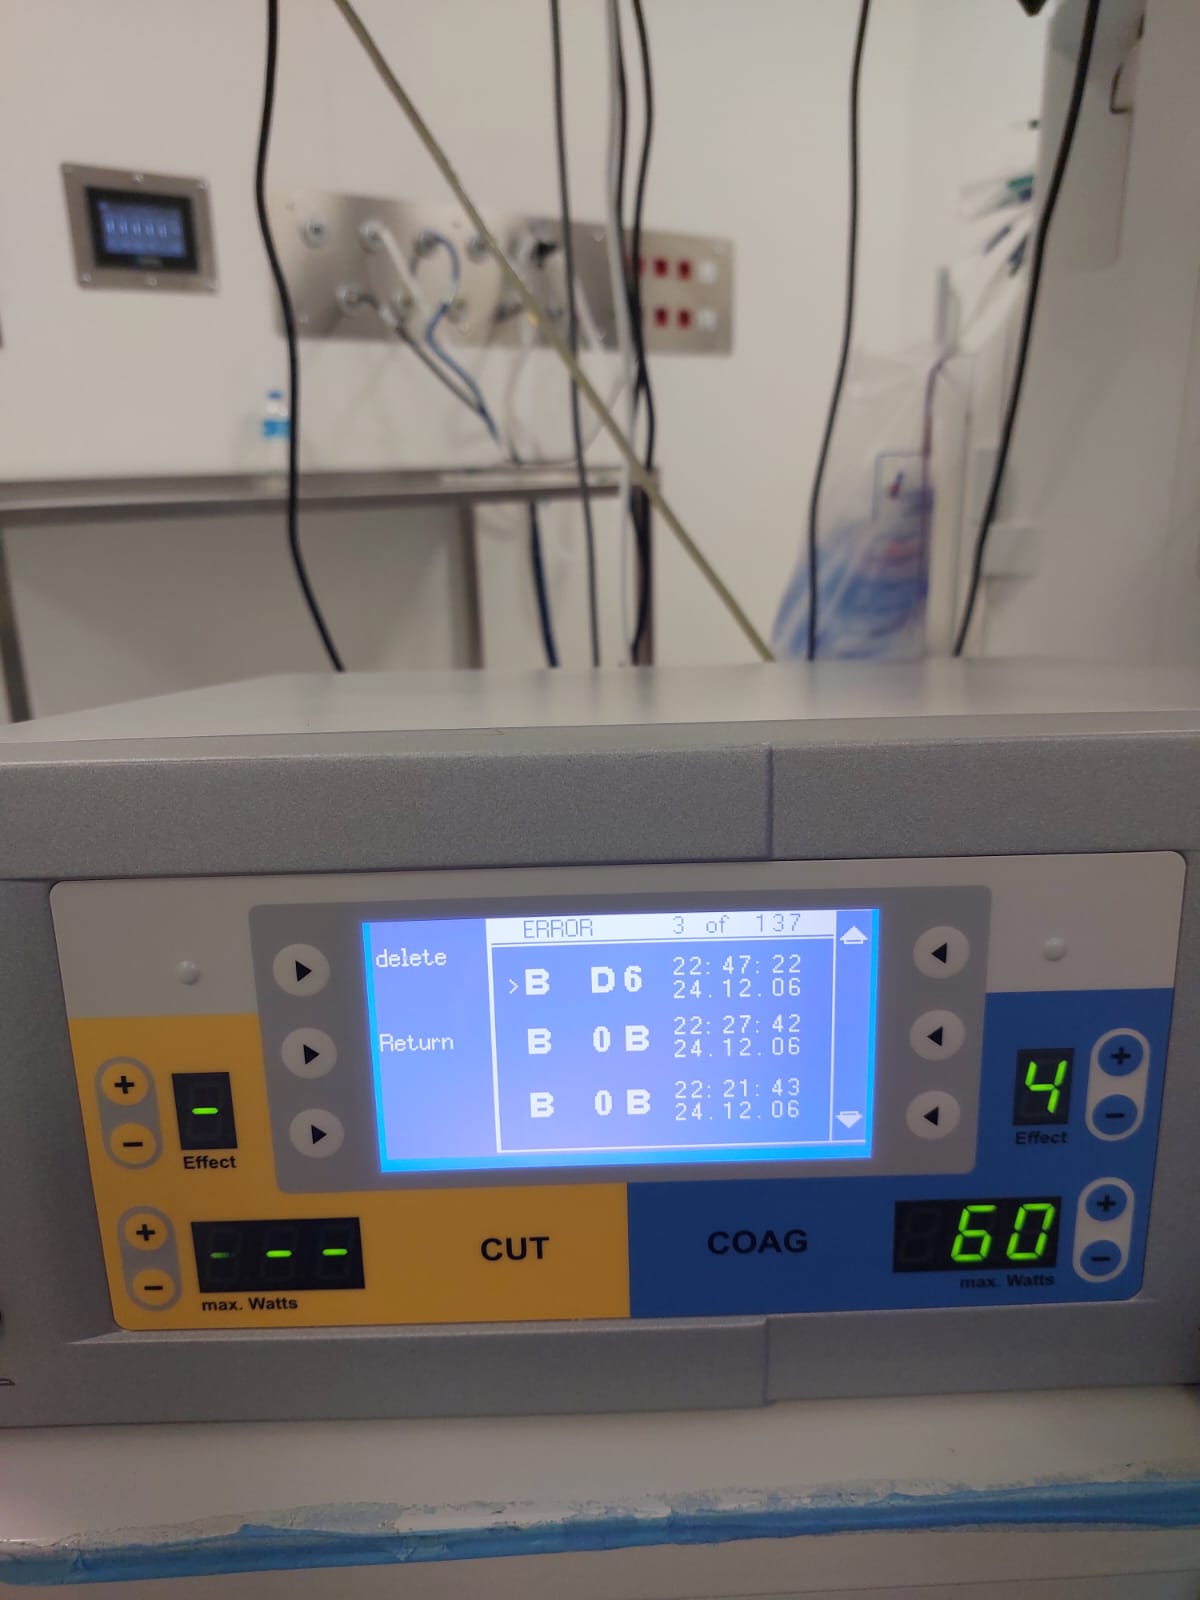 ERROR 3 of 137
delete
>B D6 22:47:22
24.12.06
Return
B 0B 22:27:42
24.12.06
B 0B 22:21:43
24.12.06
+
-
-
Effect
4
+
-
Effect
+
-
---
max. Watts
CUT
COAG
60
+
-
max. Watts